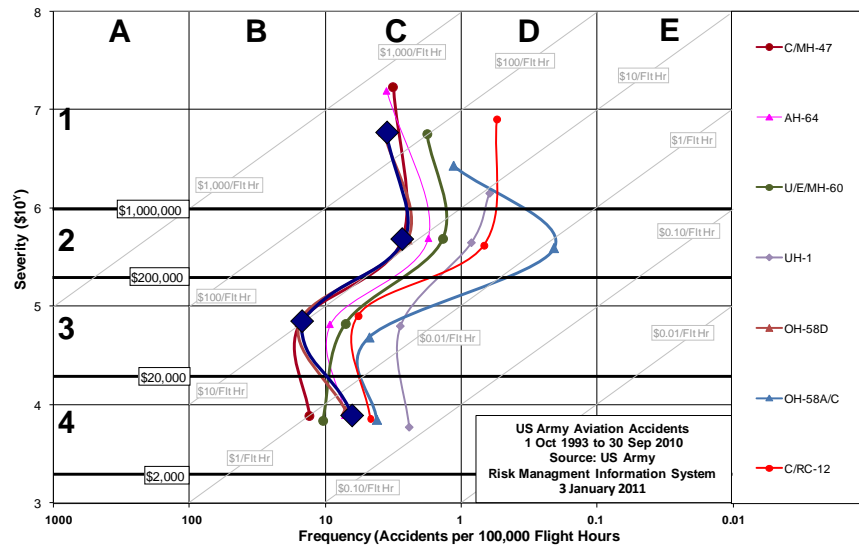 A B C D E
8
7
6
5
4
3
Severity ($10ʸ)
1
2
3
4
$1,000,000
$200,000
$20,000
$2,000
$1,000/Flt Hr
$100/Flt Hr
$10/Flt Hr
$1/Flt Hr
$1,000/Flt Hr
$0.10/Flt Hr
$100/Flt Hr
$0.01/Flt Hr
$0.01/Flt Hr
$10/Flt Hr
$1/Flt Hr
$0.10/Flt Hr
US Army Aviation Accidents
1 Oct 1993 to 30 Sep 2010
Source: US Army
Risk Managment Information System
3 January 2011
1000 100 10 1 0.1 0.01
Frequency (Accidents per 100,000 Flight Hours
C/MH-47
AH-64
U/E/MH-60
UH-1
OH-58D
OH-58A/C
C/RC-12